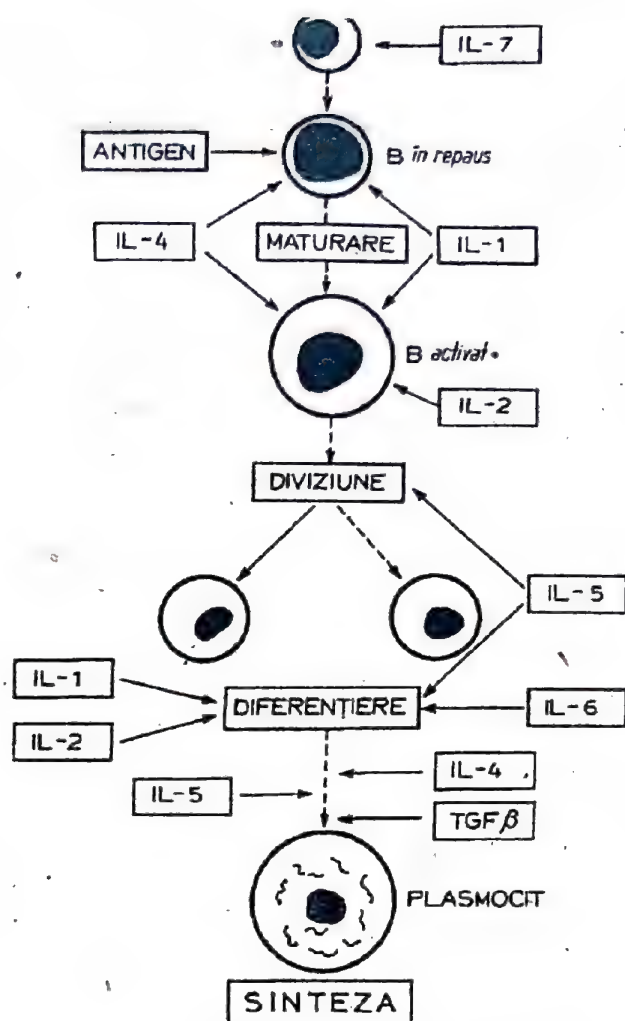 IL-7
ANTIGEN
B în repaus
IL-4
MATURARE
IL-1
B activat
IL-2
DIVIZIUNE
IL-5
IL-1
DIFERENȚIERE
IL-6
IL-2
IL-4
IL-5
TGFβ
PLASMOCIT
SINTEZA